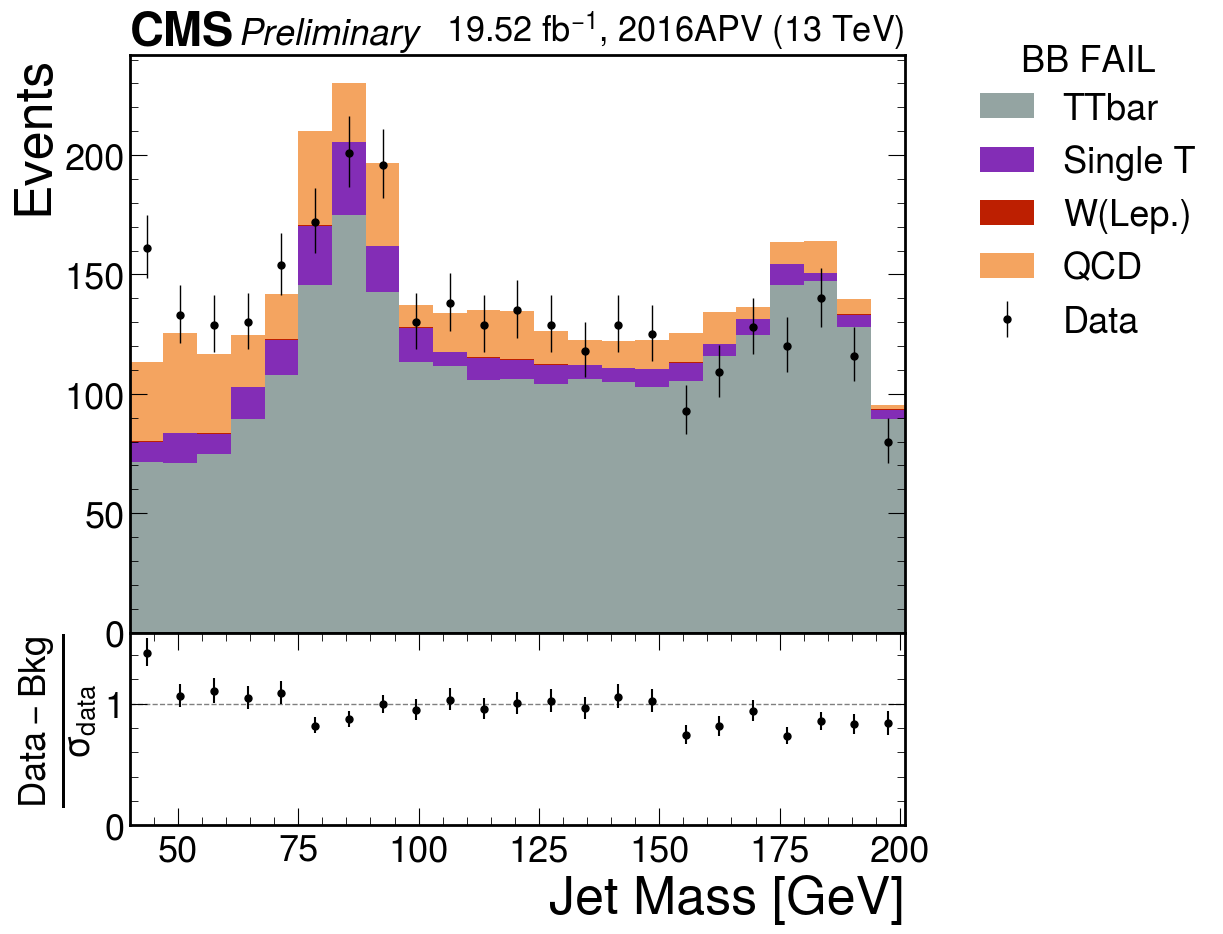 CMS Preliminary 19.52 fb⁻¹, 2016APV (13 TeV)
Events
200
150
100
50
0
BB FAIL
TTbar
Single T
W(Lep.)
QCD
Data
Data – Bkg
σdata
1
0
50 75 100 125 150 175 200
Jet Mass [GeV]